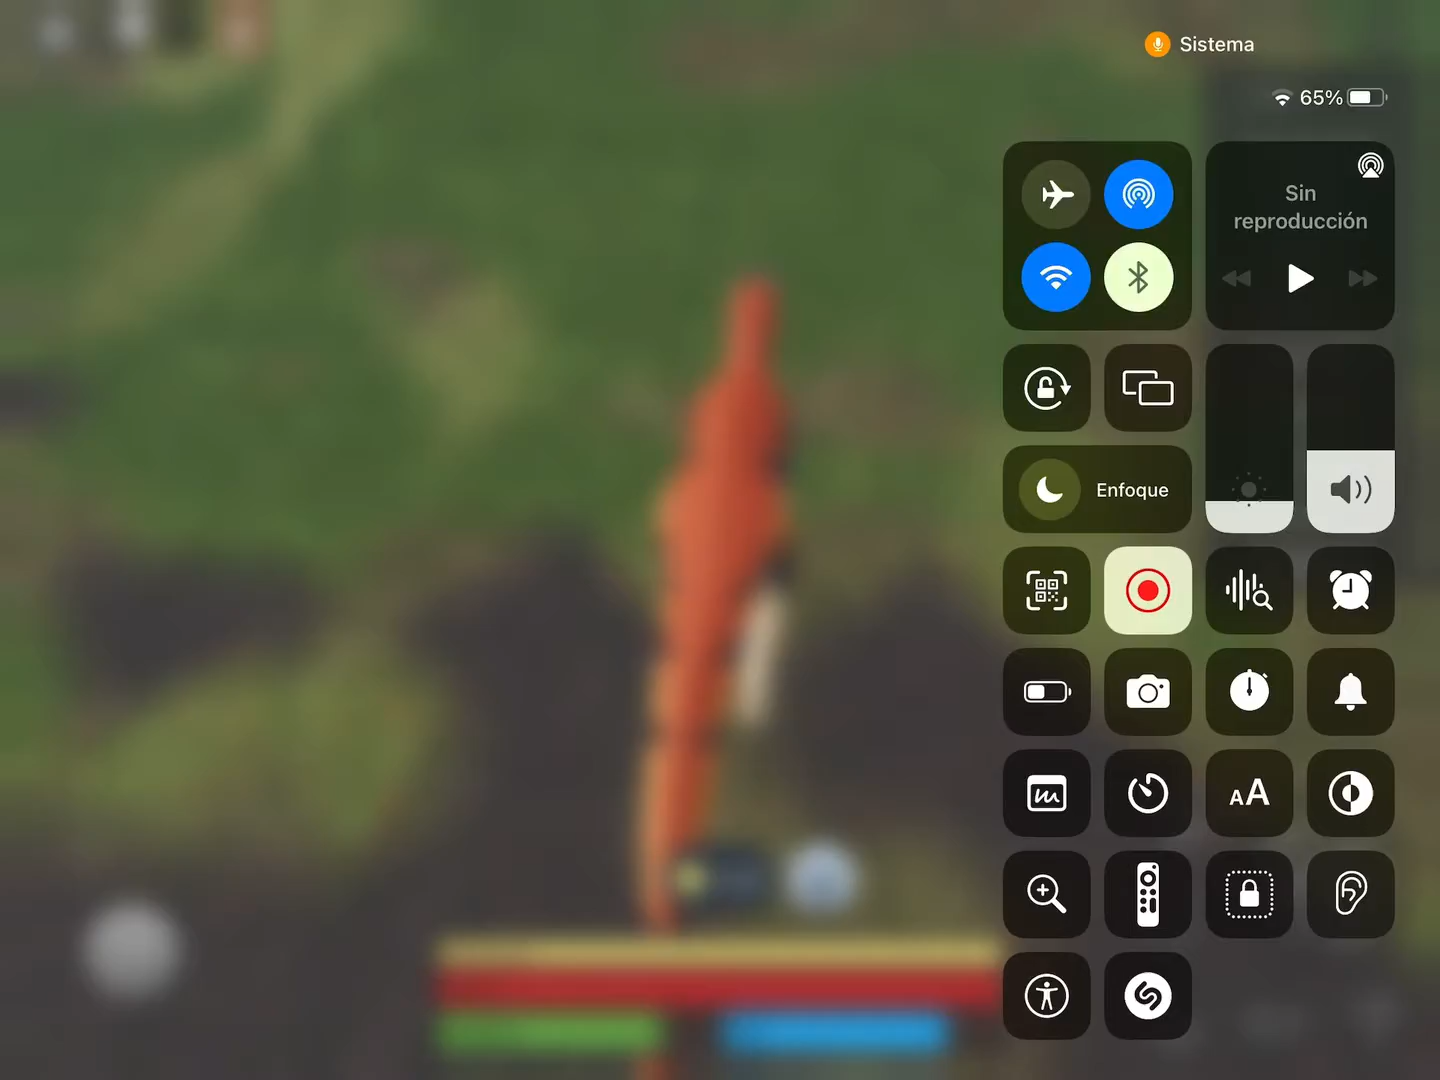 Sistema
65%
Sin
reproducción
Enfoque
AA